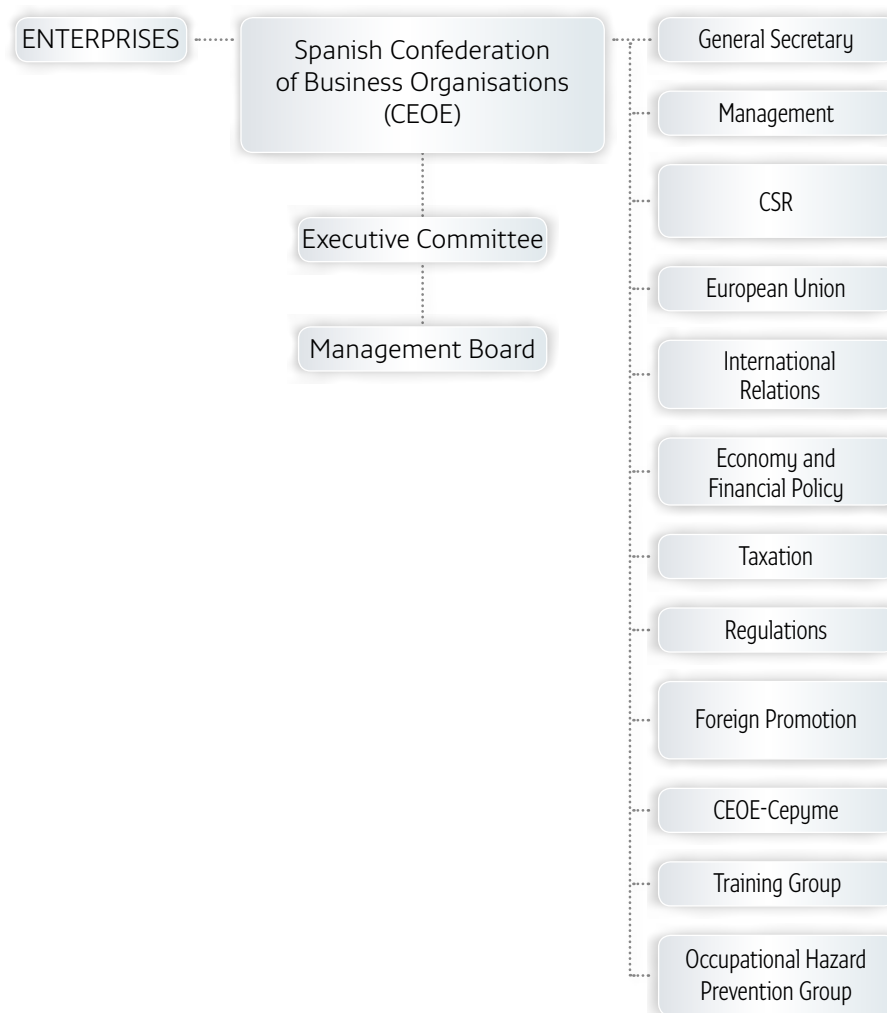 ENTERPRISES
Spanish Confederation
of Business Organisations
(CEOE)
Executive Committee
Management Board
General Secretary
Management
CSR
European Union
International
Relations
Economy and
Financial Policy
Taxation
Regulations
Foreign Promotion
CEOE-Cepyme
Training Group
Occupational Hazard
Prevention Group